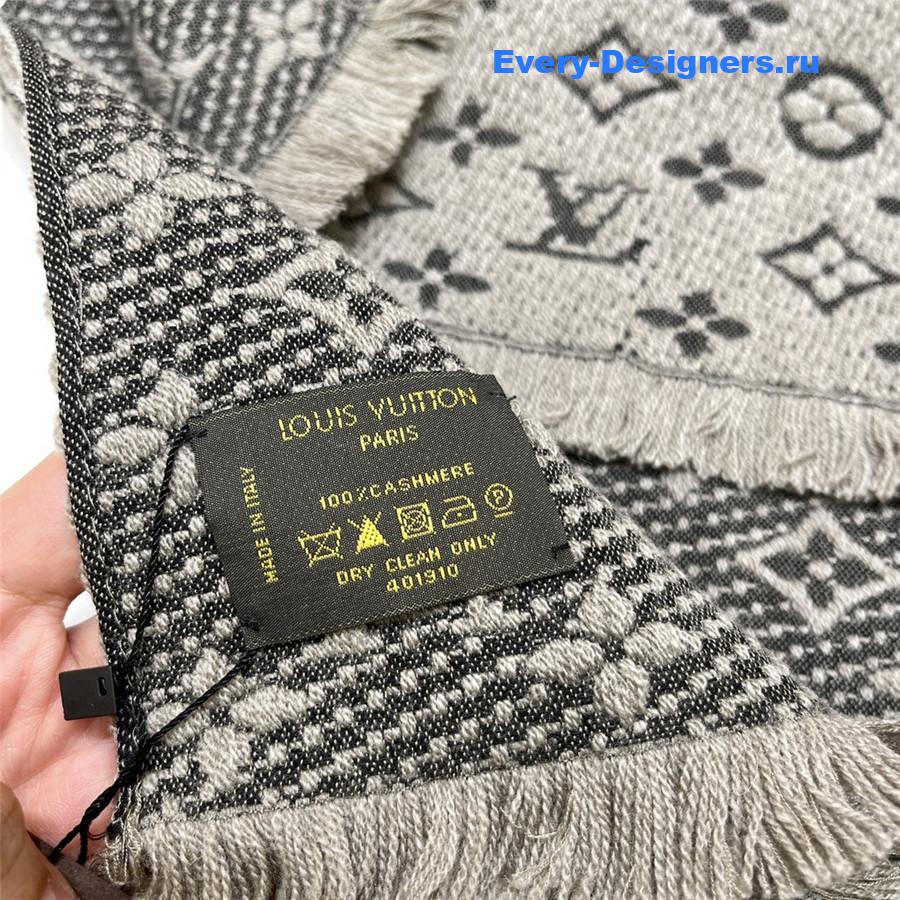 Every-Designers.ru
LOUIS VUITTON
PARIS
MADE IN ITALY
100%CASHMERE
DRY CLEAN ONLY
401910